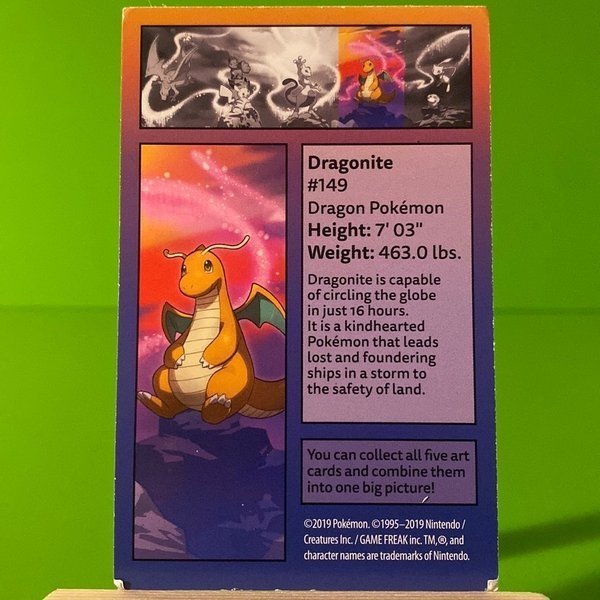 Dragonite
#149
Dragon Pokémon
Height: 7' 03"
Weight: 463.0 lbs.
Dragonite is capable
of circling the globe
in just 16 hours.
It is a kindhearted
Pokémon that leads
lost and foundering
ships in a storm to
the safety of land.
You can collect all five art
cards and combine them
into one big picture!
©2019 Pokémon. ©1995–2019 Nintendo /
Creatures Inc. / GAME FREAK inc. TM, ®, and
character names are trademarks of Nintendo.